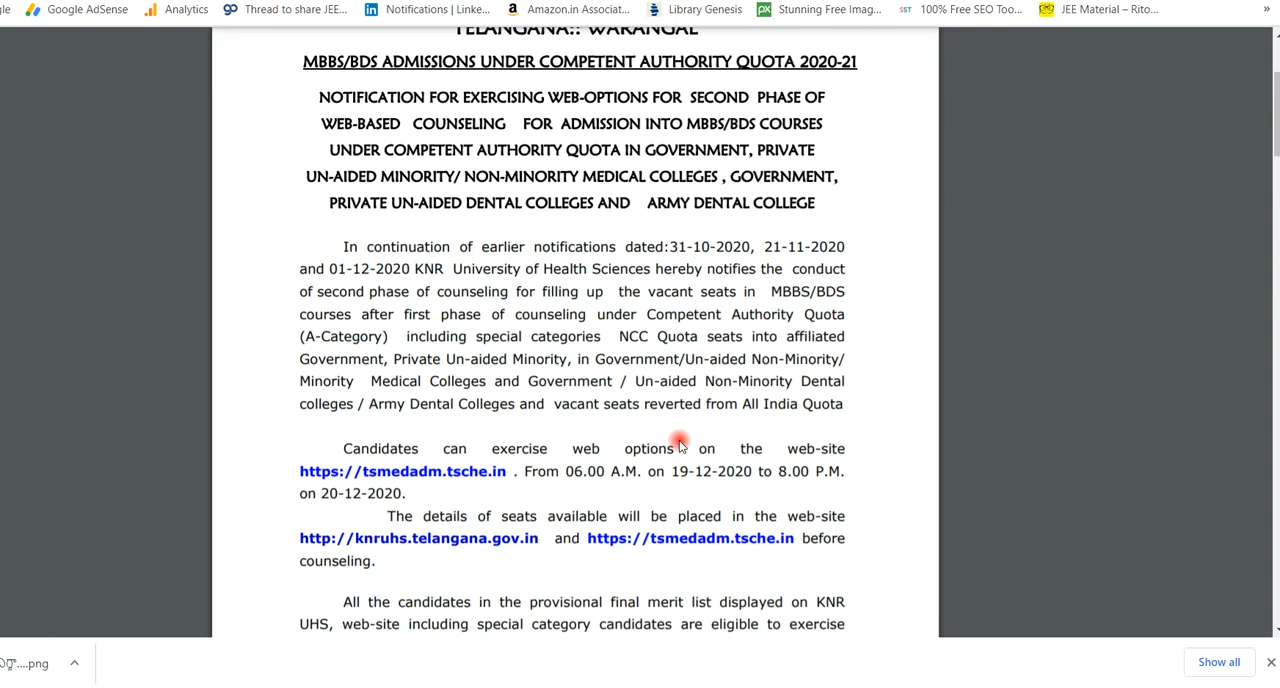 gle Google AdSense Analytics Thread to share JEE... Notifications | Linke... Amazon.in Associat... Library Genesis Stunning Free Imag... SST 100% Free SEO Too... JEE Material – Rito... »
TELANGANA:: WARANGAL
MBBS/BDS ADMISSIONS UNDER COMPETENT AUTHORITY QUOTA 2020-21
NOTIFICATION FOR EXERCISING WEB-OPTIONS FOR SECOND PHASE OF
WEB-BASED COUNSELING FOR ADMISSION INTO MBBS/BDS COURSES
UNDER COMPETENT AUTHORITY QUOTA IN GOVERNMENT, PRIVATE
UN-AIDED MINORITY/ NON-MINORITY MEDICAL COLLEGES , GOVERNMENT,
PRIVATE UN-AIDED DENTAL COLLEGES AND ARMY DENTAL COLLEGE
In continuation of earlier notifications dated:31-10-2020, 21-11-2020
and 01-12-2020 KNR University of Health Sciences hereby notifies the conduct
of second phase of counseling for filling up the vacant seats in MBBS/BDS
courses after first phase of counseling under Competent Authority Quota
(A-Category) including special categories NCC Quota seats into affiliated
Government, Private Un-aided Minority, in Government/Un-aided Non-Minority/
Minority Medical Colleges and Government / Un-aided Non-Minority Dental
colleges / Army Dental Colleges and vacant seats reverted from All India Quota
Candidates can exercise web options on the web-site
https://tsmedadm.tsche.in . From 06.00 A.M. on 19-12-2020 to 8.00 P.M.
on 20-12-2020.
The details of seats available will be placed in the web-site
http://knruhs.telangana.gov.in and https://tsmedadm.tsche.in before
counseling.
All the candidates in the provisional final merit list displayed on KNR
UHS, web-site including special category candidates are eligible to exercise
....png Show all